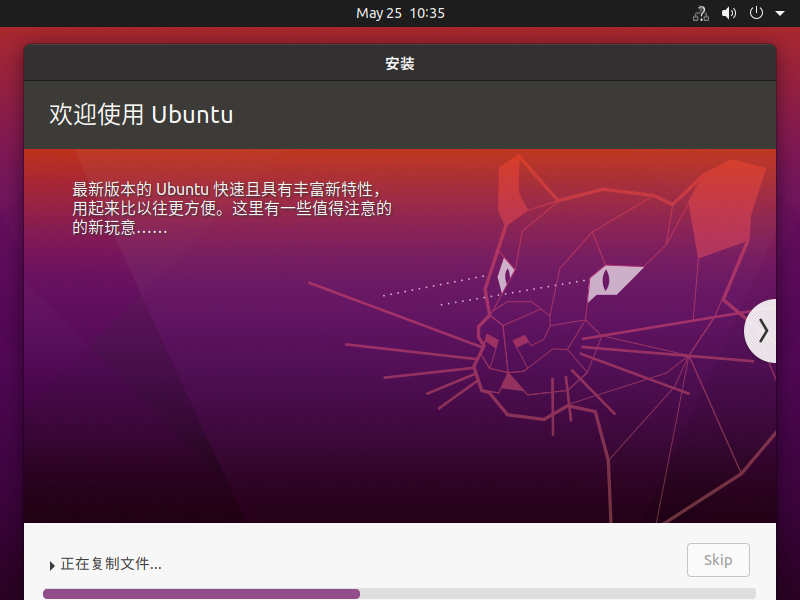 May 25 10:35
安装
欢迎使用 Ubuntu
最新版本的 Ubuntu 快速且具有丰富新特性，
用起来比以往更方便。这里有一些值得注意的
的新玩意……
正在复制文件...
Skip